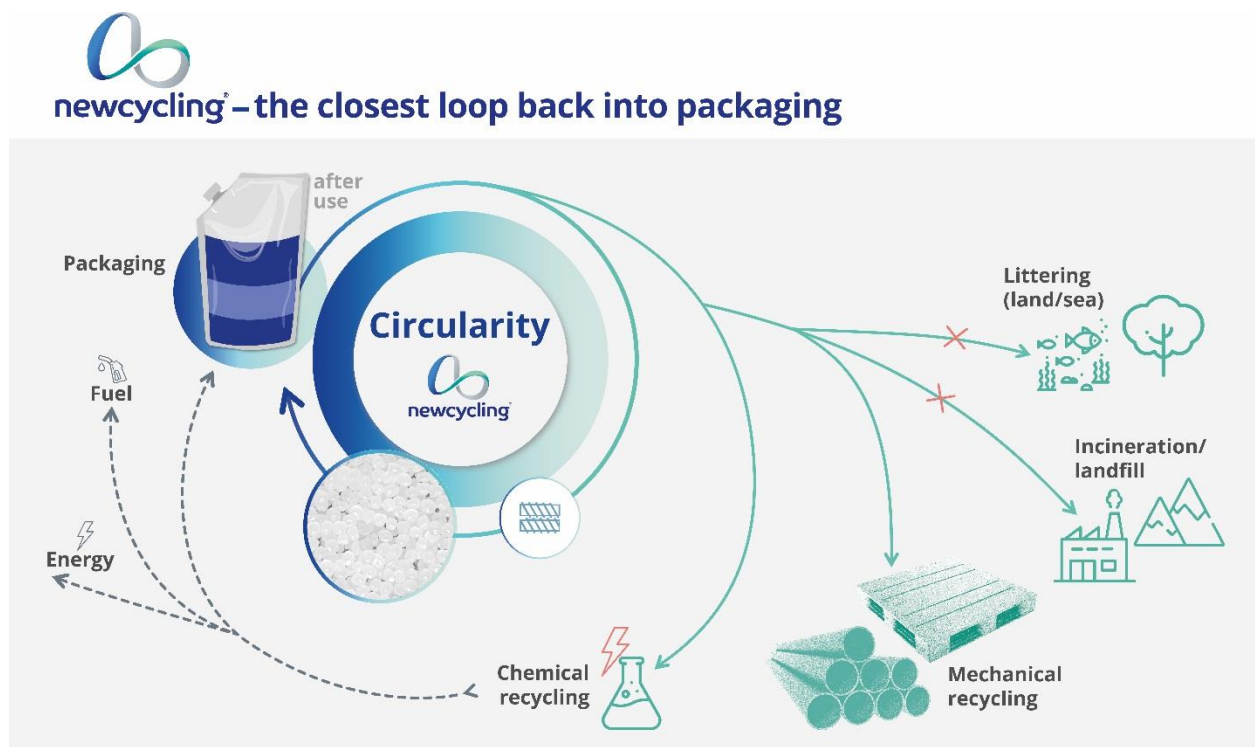 newcycling® – the closest loop back into packaging
after
use
Packaging
Circularity
newcycling®
Littering
(land/sea)
Fuel
Incineration/
landfill
Energy
Chemical
recycling
Mechanical
recycling